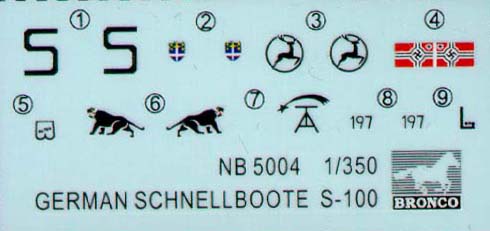 ① ② ③ ④
S S
⑤ ⑥ ⑦ ⑧ ⑨
197 197
NB 5004 1/350
GERMAN SCHNELLBOOTE S-100
BRONCO